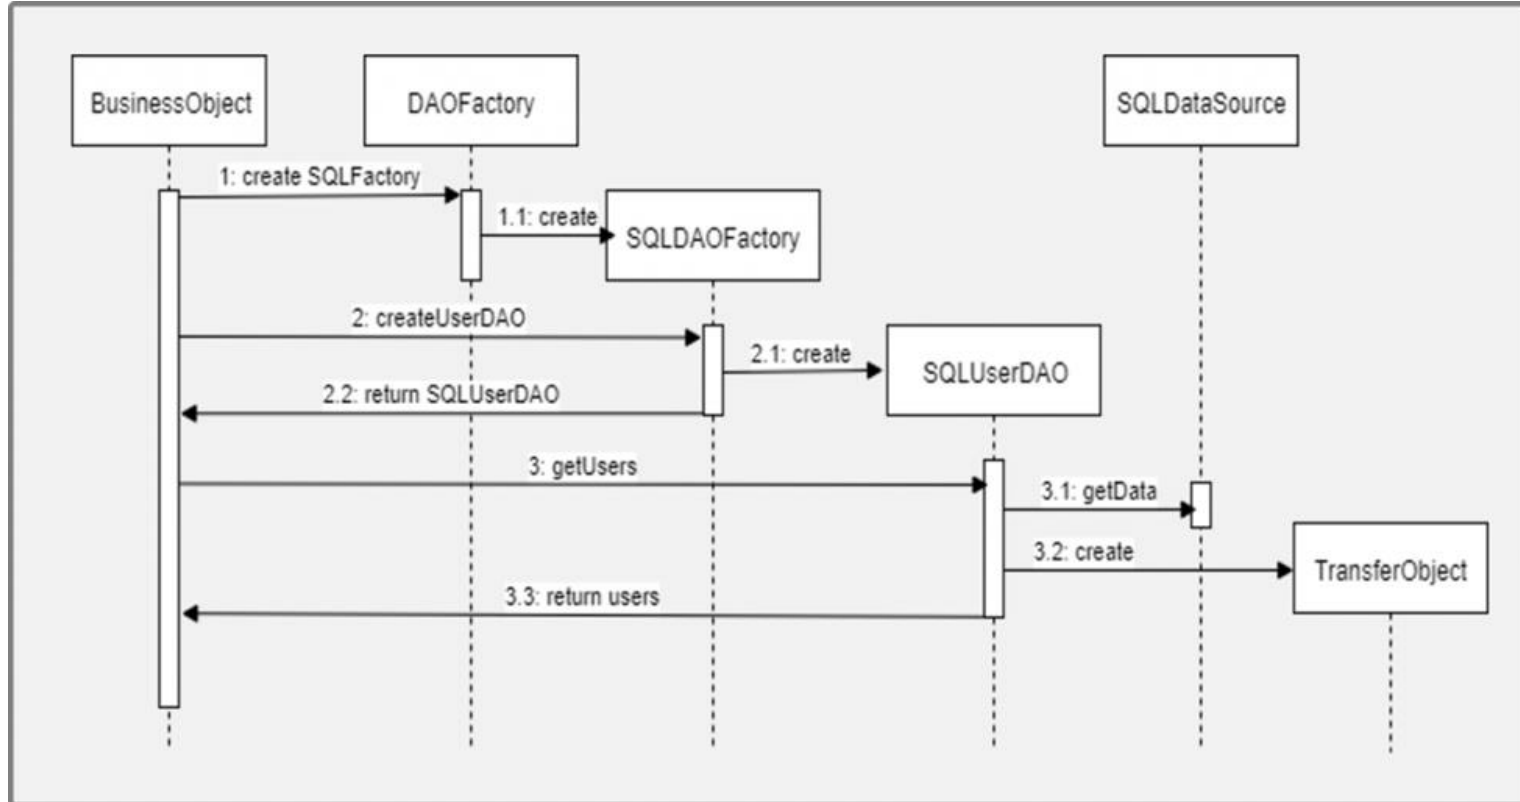 BusinessObject
DAOFactory
SQLDataSource
1: create SQLFactory
1.1: create
SQLDAOFactory
2: createUserDAO
2.1: create
SQLUserDAO
2.2: return SQLUserDAO
3: getUsers
3.1: getData
3.2: create
TransferObject
3.3: return users